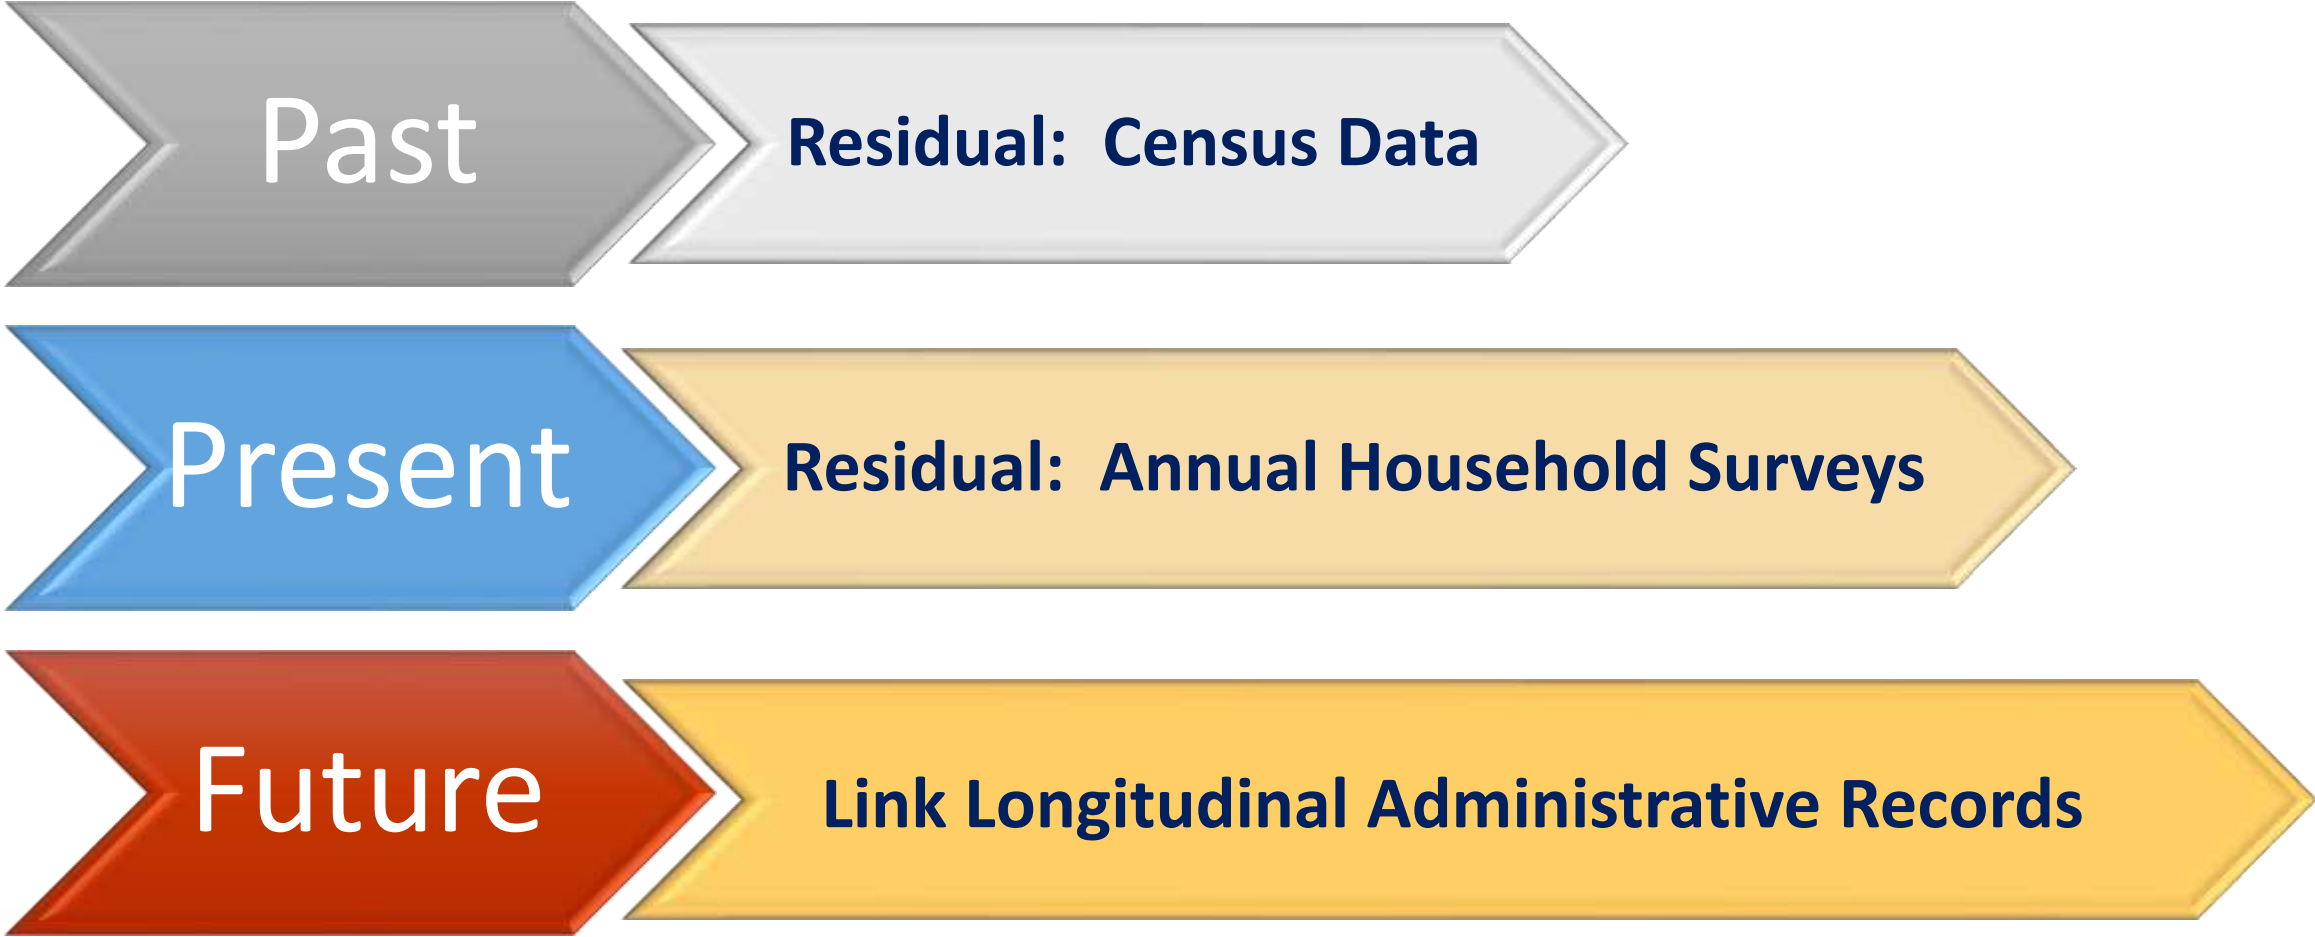 Past
Residual:  Census Data
Present
Residual:  Annual Household Surveys
Future
Link Longitudinal Administrative Records